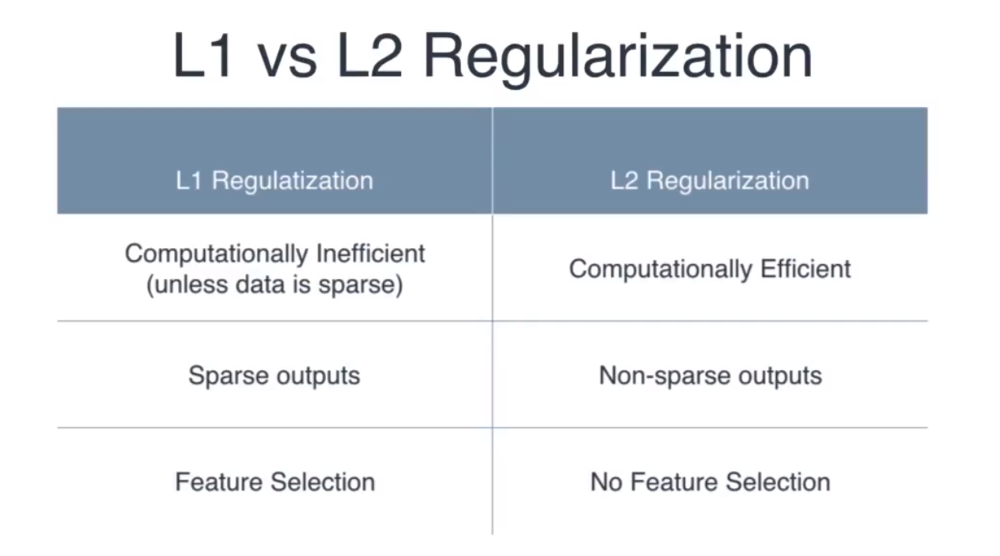 L1 vs L2 Regularization
L1 Regulatization
L2 Regularization
Computationally Inefficient
(unless data is sparse)
Computationally Efficient
Sparse outputs
Non-sparse outputs
Feature Selection
No Feature Selection